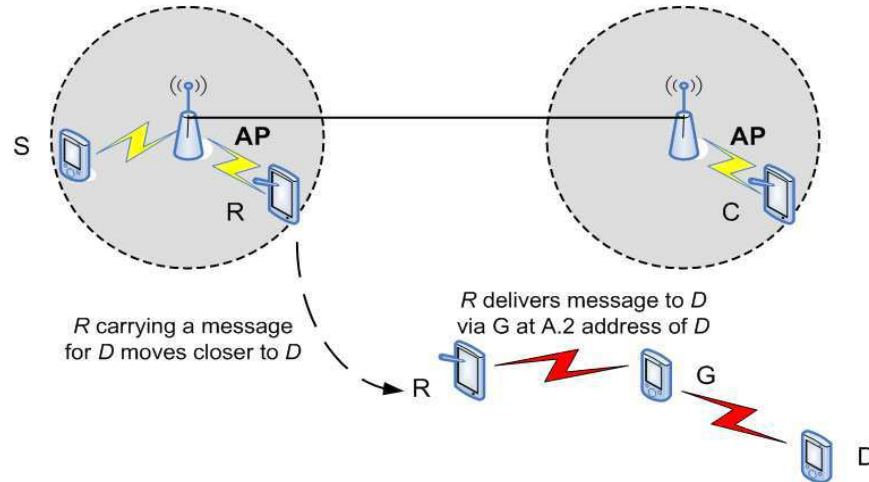 S
AP
R
AP
C
R carrying a message
for D moves closer to D
R delivers message to D
via G at A.2 address of D
R
G
D